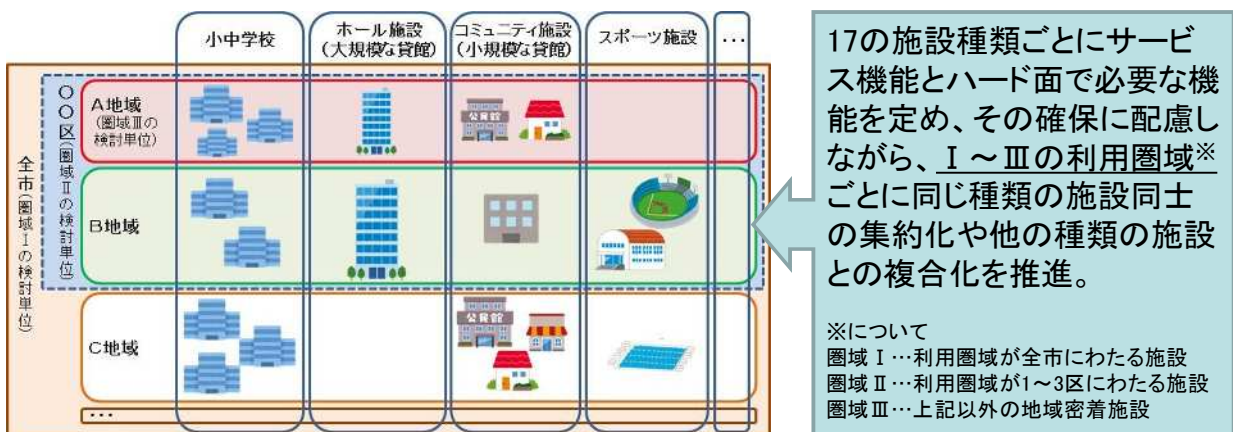 小中学校
ホール施設
(大規模な貸館)
コミュニティ施設
(小規模な貸館)
スポーツ施設
...
全市(圏域Ⅰの検討単位)
〇〇区(圏域Ⅱの検討単位)
A地域
(圏域Ⅲの
検討単位)
公民館
B地域
C地域
公民館
...
17の施設種類ごとにサービ
ス機能とハード面で必要な機
能を定め、その確保に配慮し
ながら、Ⅰ～Ⅲの利用圏域※
ごとに同じ種類の施設同士
の集約化や他の種類の施設
との複合化を推進。
※について
圏域Ⅰ…利用圏域が全市にわたる施設
圏域Ⅱ…利用圏域が1～3区にわたる施設
圏域Ⅲ…上記以外の地域密着施設